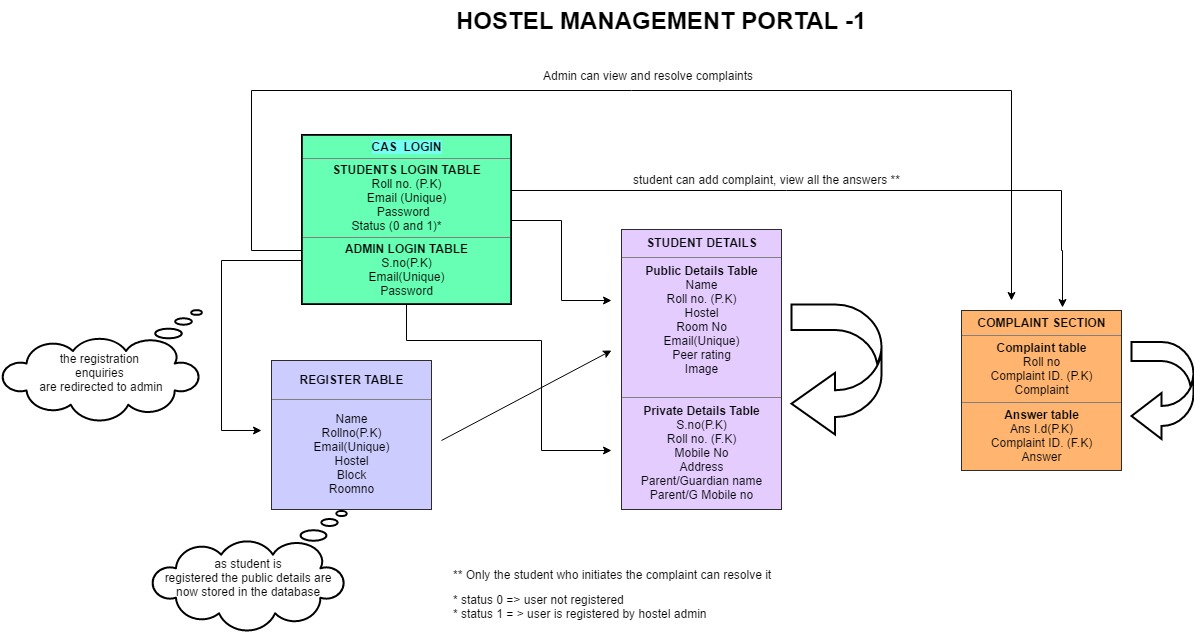 HOSTEL MANAGEMENT PORTAL -1
Admin can view and resolve complaints
CAS  LOGIN
STUDENTS LOGIN TABLE
Roll no. (P.K)
Email (Unique)
Password
Status (0 and 1)*
ADMIN LOGIN TABLE
S.no(P.K)
Email(Unique)
Password
student can add complaint, view all the answers **
STUDENT DETAILS
Public Details Table
Name
Roll no. (P.K)
Hostel
Room No
Email(Unique)
Peer rating
Image
Private Details Table
S.no(P.K)
Roll no. (F.K)
Mobile No
Address
Parent/Guardian name
Parent/G Mobile no
COMPLAINT SECTION
Complaint table
Roll no
Complaint ID. (P.K)
Complaint
Answer table
Ans I.d(P.K)
Complaint ID. (F.K)
Answer
the registration
enquiries
are redirected to admin
REGISTER TABLE
Name
Rollno(P.K)
Email(Unique)
Hostel
Block
Roomno
as student is
registered the public details are
now stored in the database
** Only the student who initiates the complaint can resolve it
* status 0 => user not registered
* status 1 = > user is registered by hostel admin